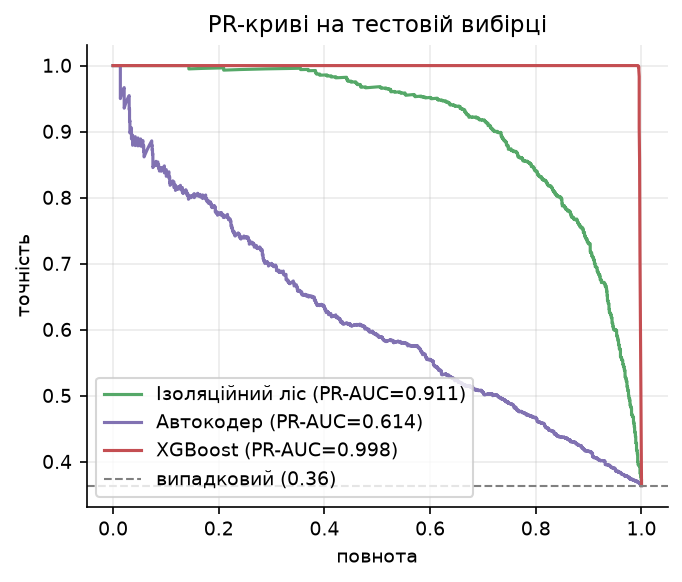 PR-криві на тестовій вибірці
точність
1.0
0.9
0.8
0.7
0.6
0.5
0.4
Ізоляційний ліс (PR-AUC=0.911)
Автокодер (PR-AUC=0.614)
XGBoost (PR-AUC=0.998)
випадковий (0.36)
0.0 0.2 0.4 0.6 0.8 1.0
повнота